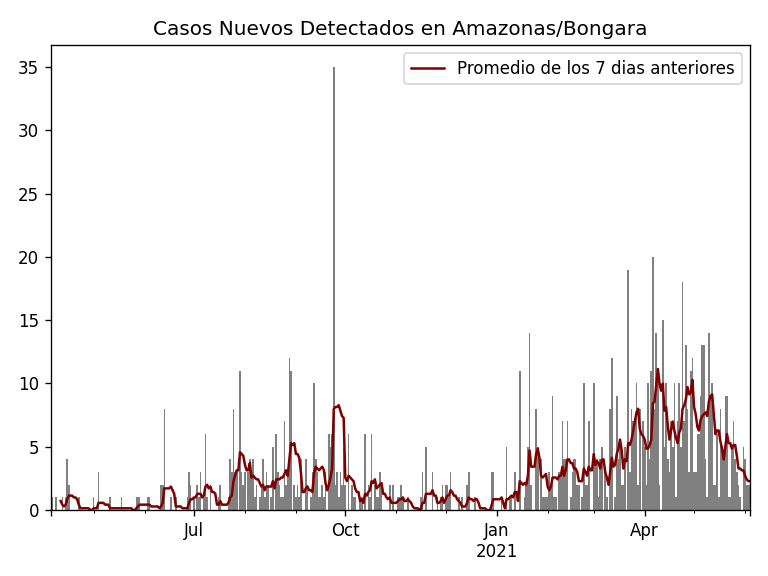 Casos Nuevos Detectados en Amazonas/Bongara
Promedio de los 7 dias anteriores
35
30
25
20
15
10
5
0
Jul
Oct
Jan
2021
Apr